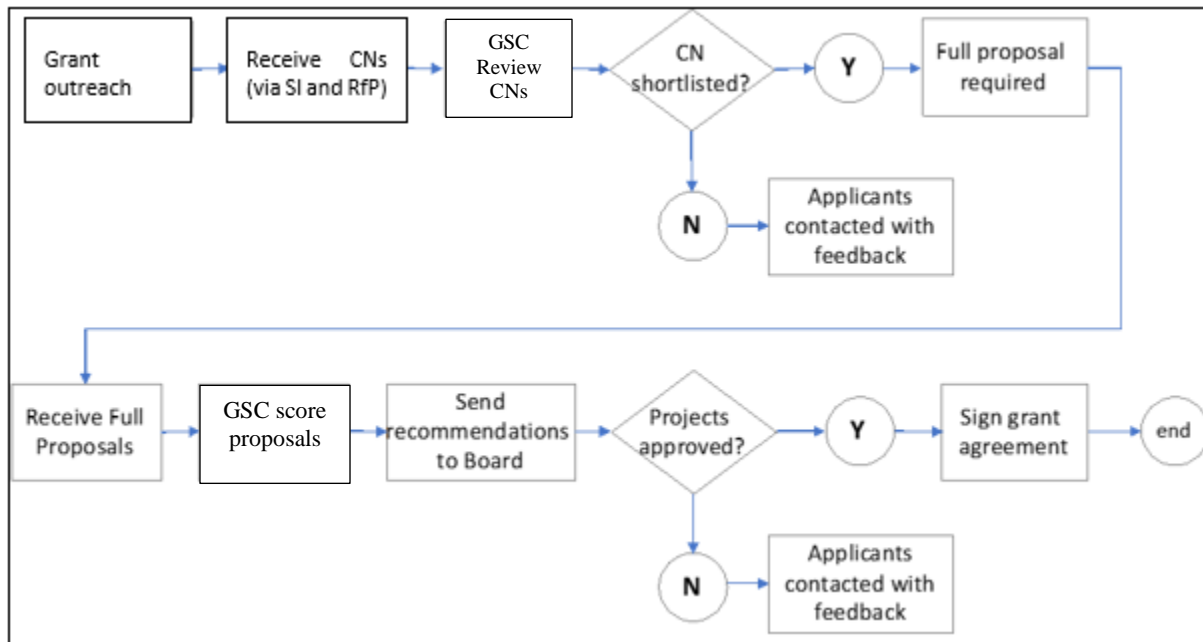 Grant
outreach
Receive CNs
(via SI and RfP)
GSC
Review
CNs
CN
shortlisted?
Y
Full proposal
required
N
Applicants
contacted with
feedback
Receive Full
Proposals
GSC score
proposals
Send
recommendations
to Board
Projects
approved?
Y
Sign grant
agreement
end
N
Applicants
contacted with
feedback